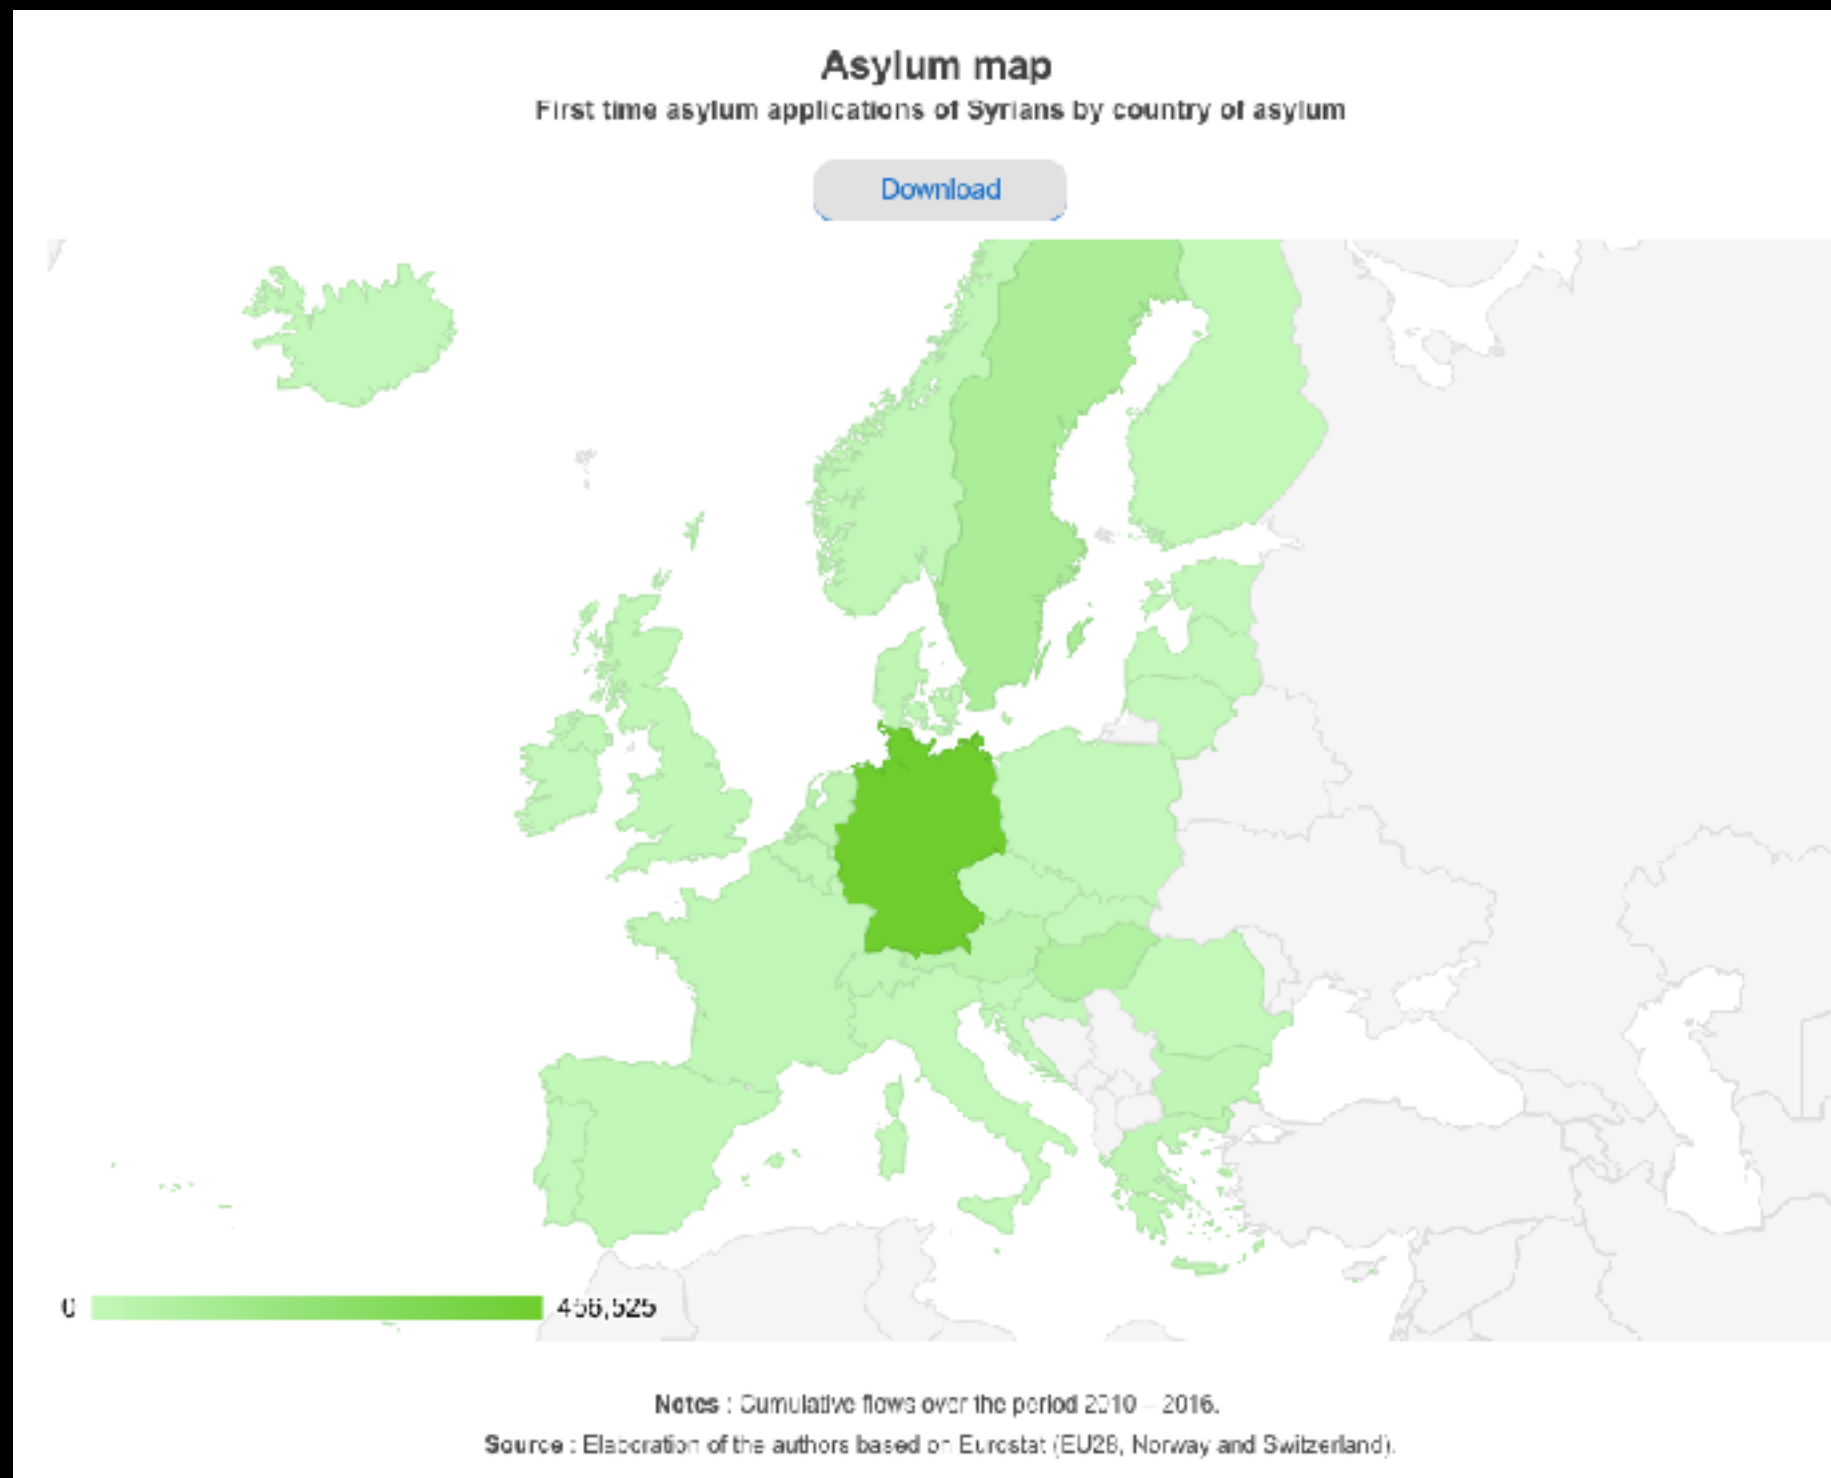 Asylum map
First time asylum applications of Syrians by country of asylum
Download
0
456,525
Notes : Cumulative flows over the period 2010 – 2016.
Source : Elaboration of the authors based on Eurostat (EU28, Norway and Switzerland).